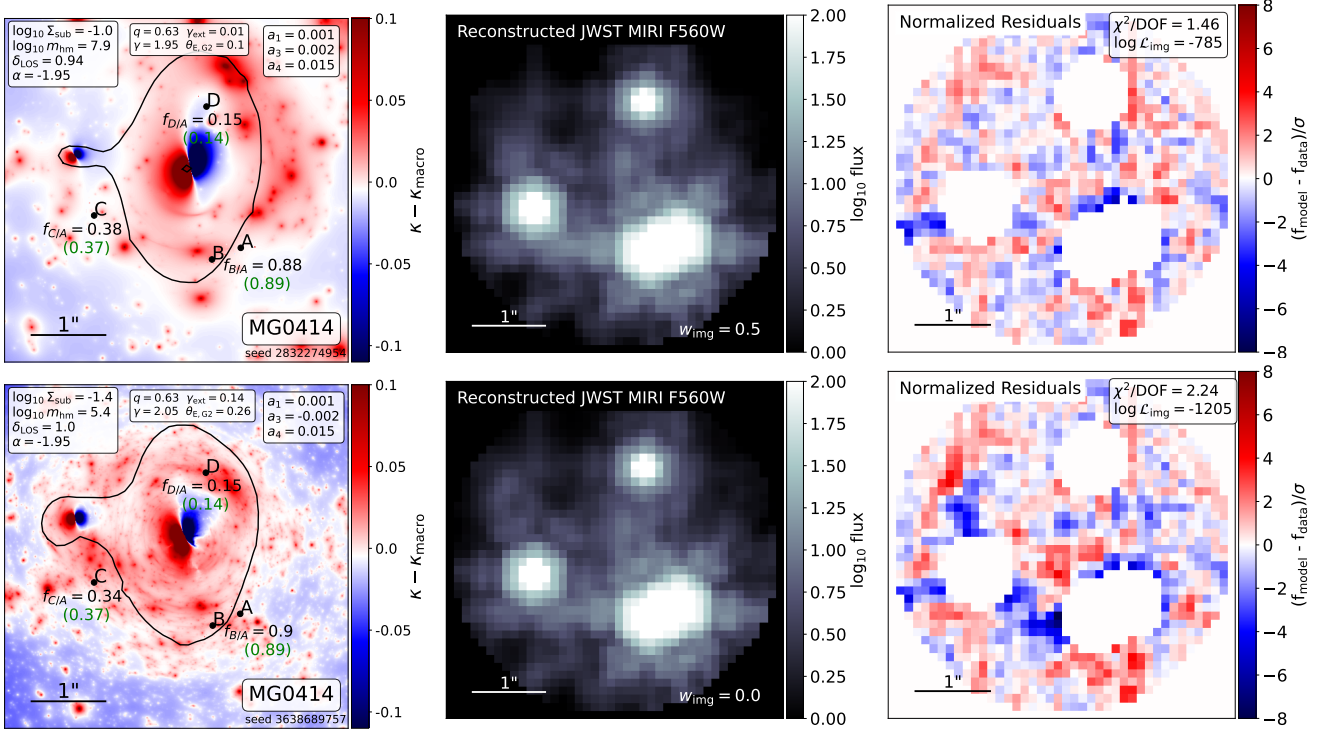 log₁₀ Σsub = -1.0
log₁₀ mhm = 7.9
δLOS = 0.94
α = -1.95
q = 0.63 γext = 0.01
γ = 1.95 θE,G2 = 0.1
a₁ = 0.001
a₃ = 0.002
a₄ = 0.015
D
fD/A = 0.15
(0.14)
C
fC/A = 0.38
(0.37)
B
A
fB/A = 0.88
(0.89)
1"
MG0414
seed 2832274954
0.1
0.05
0.0
-0.05
-0.1
κ − κmacro
Reconstructed JWST MIRI F560W
1"
wimg = 0.5
2.00
1.75
1.50
1.25
1.00
0.75
0.50
0.25
0.00
log₁₀ flux
Normalized Residuals
χ²/DOF = 1.46
log ℒimg = -785
1"
8
6
4
2
0
−2
−4
−6
−8
(fmodel - fdata)/σ
log₁₀ Σsub = -1.4
log₁₀ mhm = 5.4
δLOS = 1.0
α = -1.95
q = 0.63 γext = 0.14
γ = 2.05 θE,G2 = 0.26
a₁ = 0.001
a₃ = -0.002
a₄ = 0.015
D
fD/A = 0.15
(0.14)
C
fC/A = 0.34
(0.37)
B
A
fB/A = 0.9
(0.89)
1"
MG0414
seed 3638689757
0.1
0.05
0.0
-0.05
-0.1
κ − κmacro
Reconstructed JWST MIRI F560W
1"
wimg = 0.0
2.00
1.75
1.50
1.25
1.00
0.75
0.50
0.25
0.00
log₁₀ flux
Normalized Residuals
χ²/DOF = 2.24
log ℒimg = -1205
1"
8
6
4
2
0
−2
−4
−6
−8
(fmodel - fdata)/σ